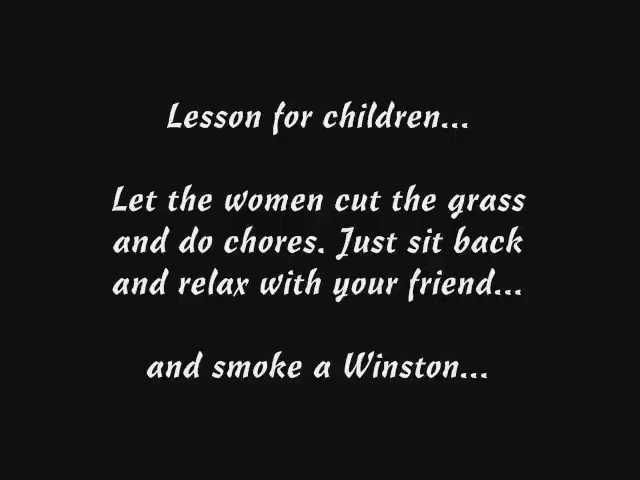 Lesson for children...
Let the women cut the grass
and do chores. Just sit back
and relax with your friend...
and smoke a Winston...